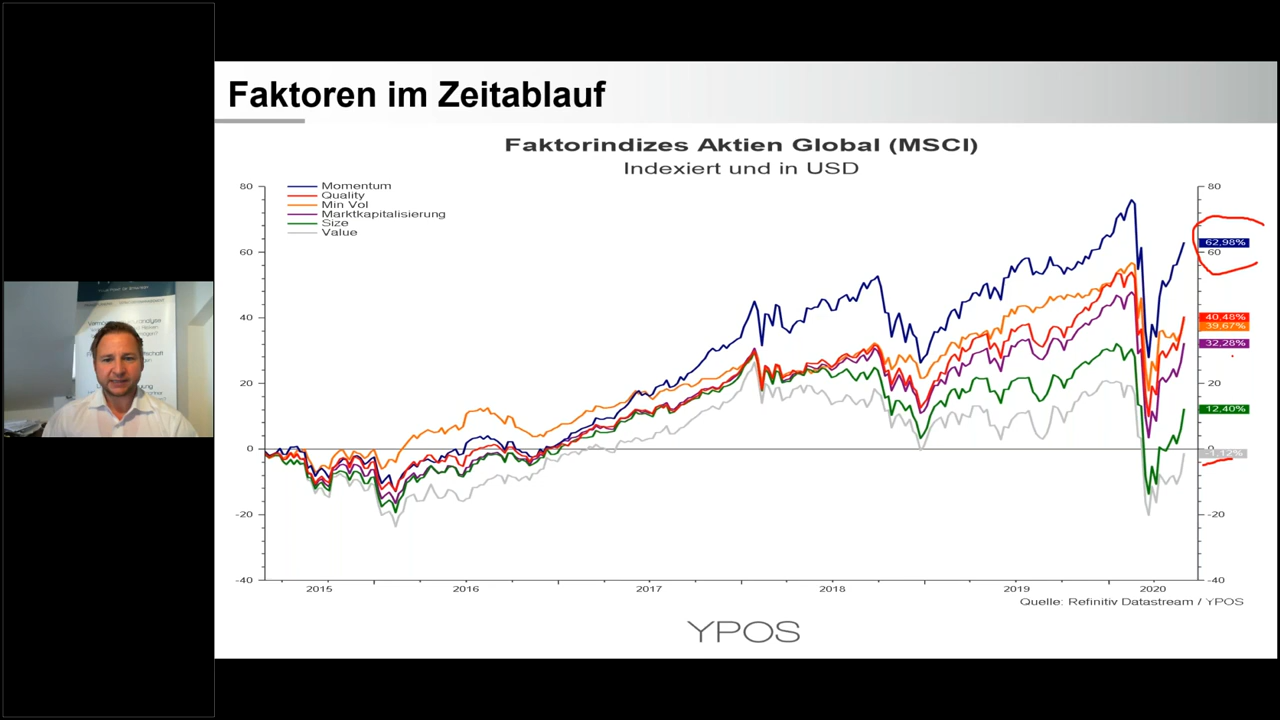 Faktoren im Zeitablauf
Faktorindizes Aktien Global (MSCI)
Indexiert und in USD
Momentum
Quality
Min Vol
Marktkapitalisierung
Size
Value
80
60
40
20
0
-20
-40
80
60
20
0
-20
-40
62,98%
40,48%
39,67%
32,28%
12,40%
-1,12%
2015
2016
2017
2018
2019
2020
Quelle: Refinitiv Datastream / YPOS
YPOS